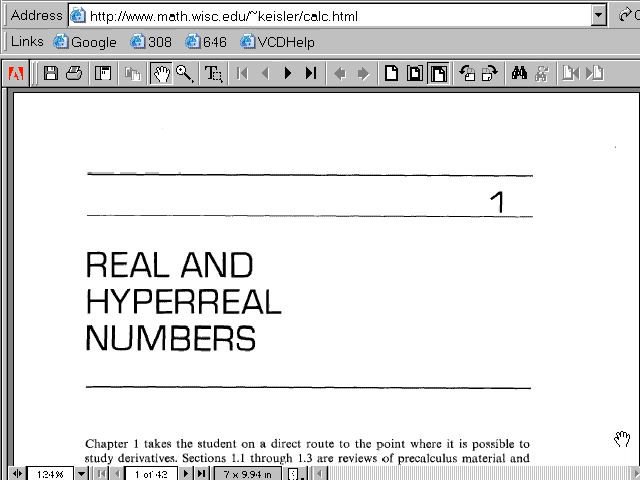 Address http://www.math.wisc.edu/~keisler/calc.html
Links Google 308 646 VCDHelp
1
REAL AND
HYPERREAL
NUMBERS
Chapter 1 takes the student on a direct route to the point where it is possible to
study derivatives. Sections 1.1 through 1.3 are reviews of precalculus material and
124% 1 of 42 7 x 9.94 in